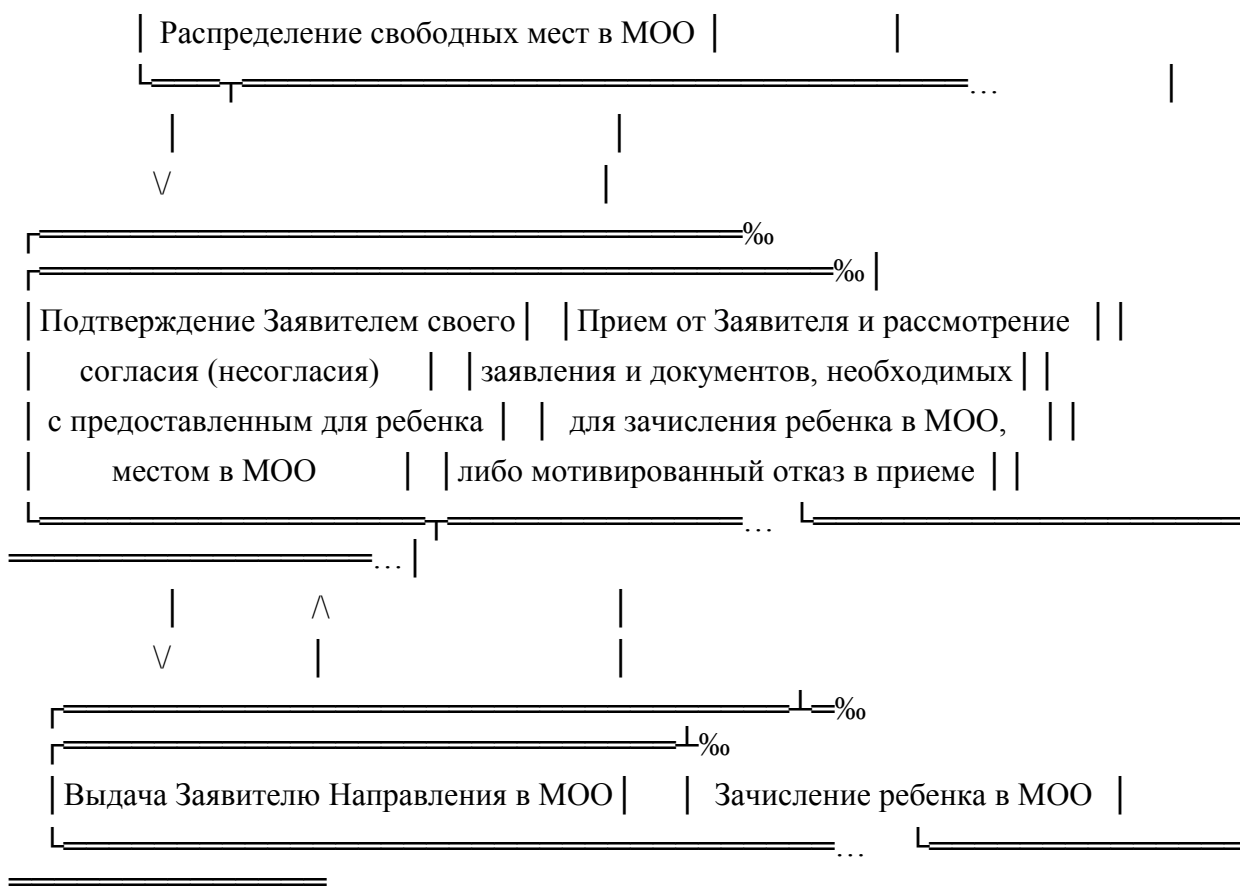 │ Распределение свободных мест в МОО │ │
└═══┬════════════════════════════════… │
│ │
\/ │
┌═══════════════════════════════‰
┌═══════════════════════════════════‰ │
│Подтверждение Заявителем своего│ │Прием от Заявителя и рассмотрение ││
│ согласия (несогласия) │ │заявления и документов, необходимых││
│ с предоставленным для ребенка │ │ для зачисления ребенка в МОО, ││
│ местом в МОО │ │либо мотивированный отказ в приеме ││
└═════════════════┬═════════════… └═══════════════════
════════════════…│
│ /\ │
\/ │ │
┌════════════════════════════════┴═‰
┌═══════════════════════════┴‰
│Выдача Заявителю Направления в МОО│ │ Зачисление ребенка в МОО │
└══════════════════════════════════… └══════════════
══════════════